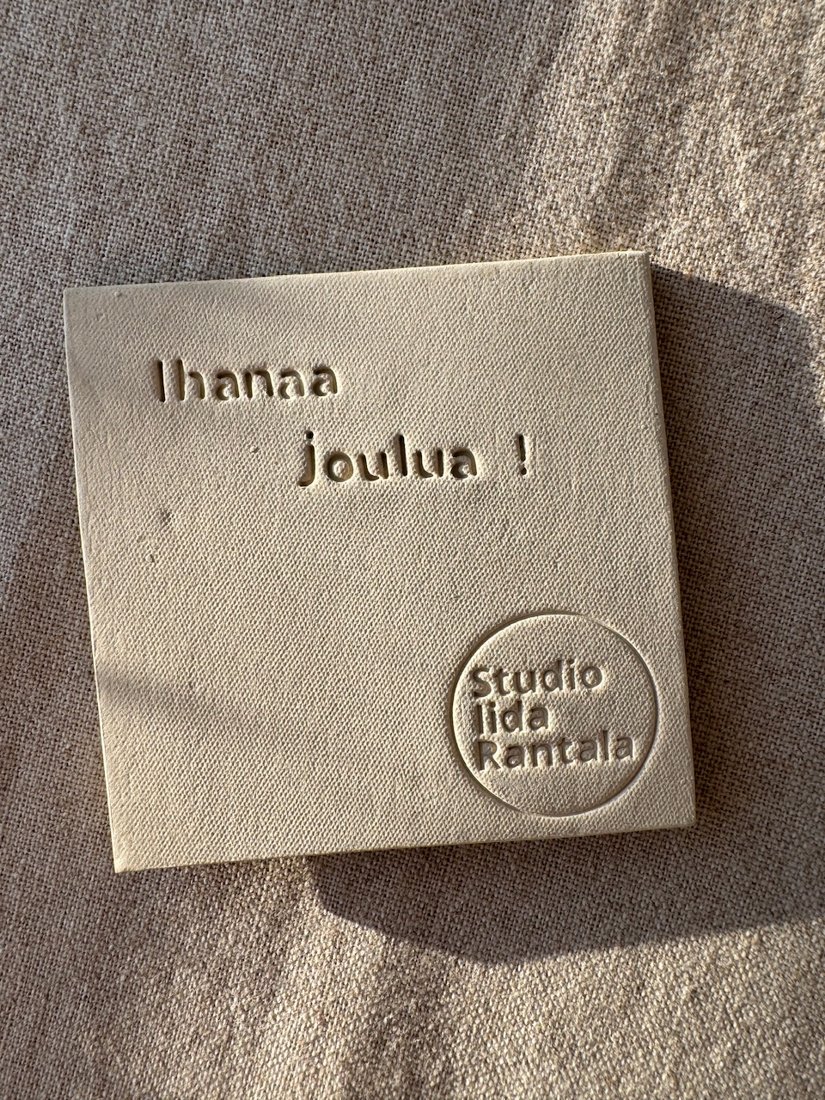 Ihanaa
joulua !
Studio
Iida
Rantala